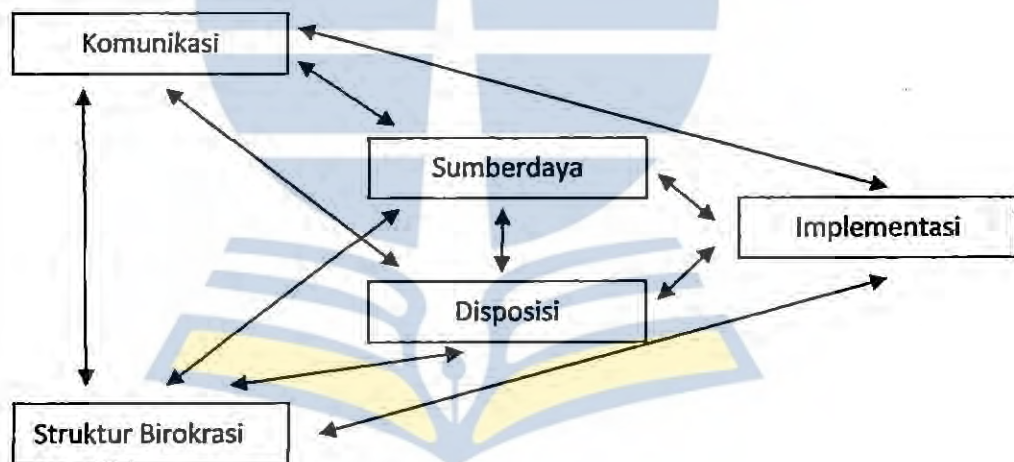 Komunikasi
Sumberdaya
Implementasi
Disposisi
Struktur Birokrasi